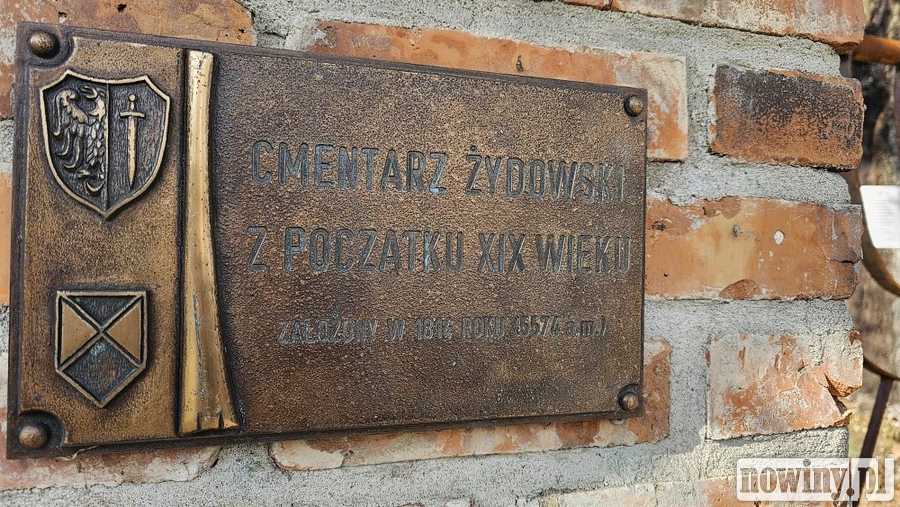 CMENTARZ ŻYDOWSKI
Z POCZĄTKU XIX WIEKU
ZAŁOŻONY W 1814 ROKU (5574 a.m.)
nowiny.pl